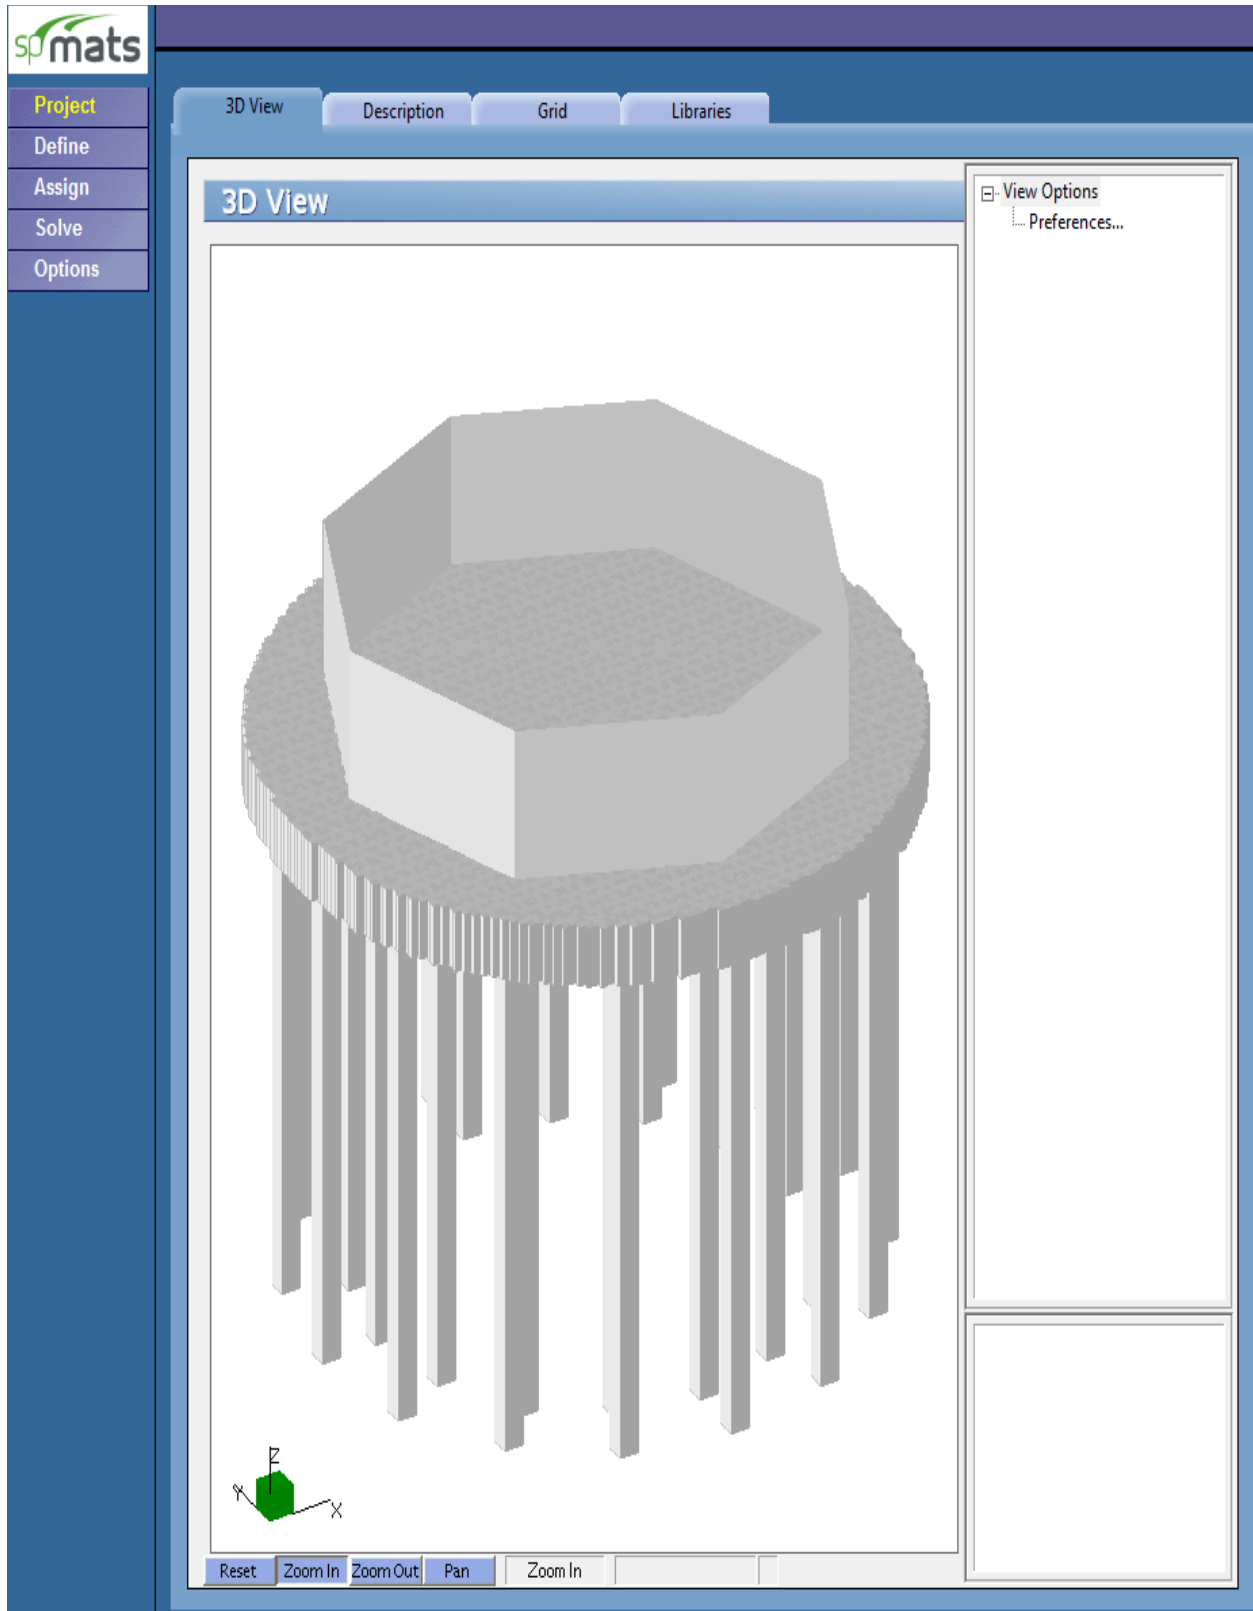 spmats
Project
Define
Assign
Solve
Options
3D View
Description
Grid
Libraries
3D View
View Options
Preferences...
Z
Y
X
Reset
Zoom In
Zoom Out
Pan
Zoom In